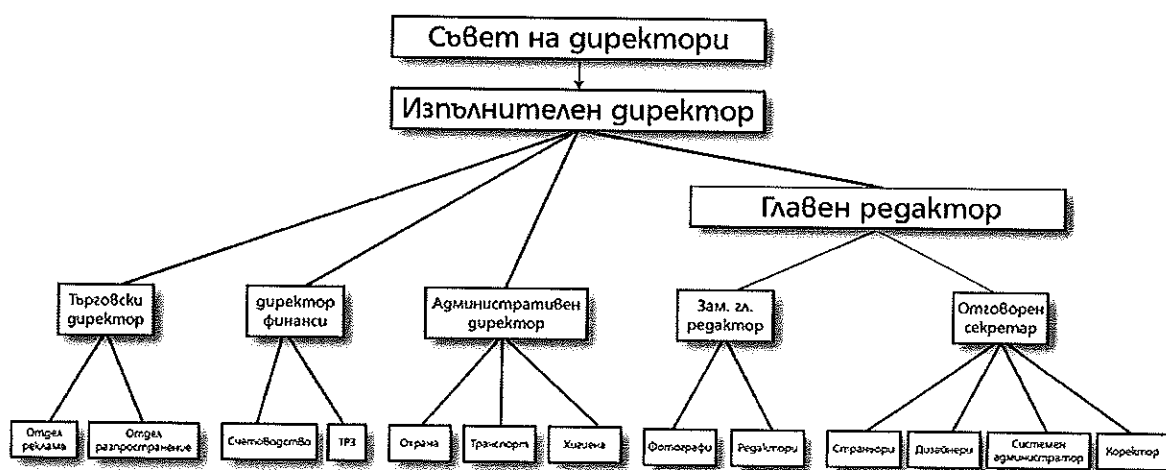 Съвет на директори
Изпълнителен директор
Главен редактор
Търговски
директор
директор
финанси
Административен
директор
Зам. гл.
редактор
Отговорен
секретар
Отдел
реклама
Отдел
разпространение
Счетоводство
ТРЗ
Охрана
Транспорт
Хигиена
Фотографи
Редактори
Страньори
Дизайнери
Системен
администратор
Коректор